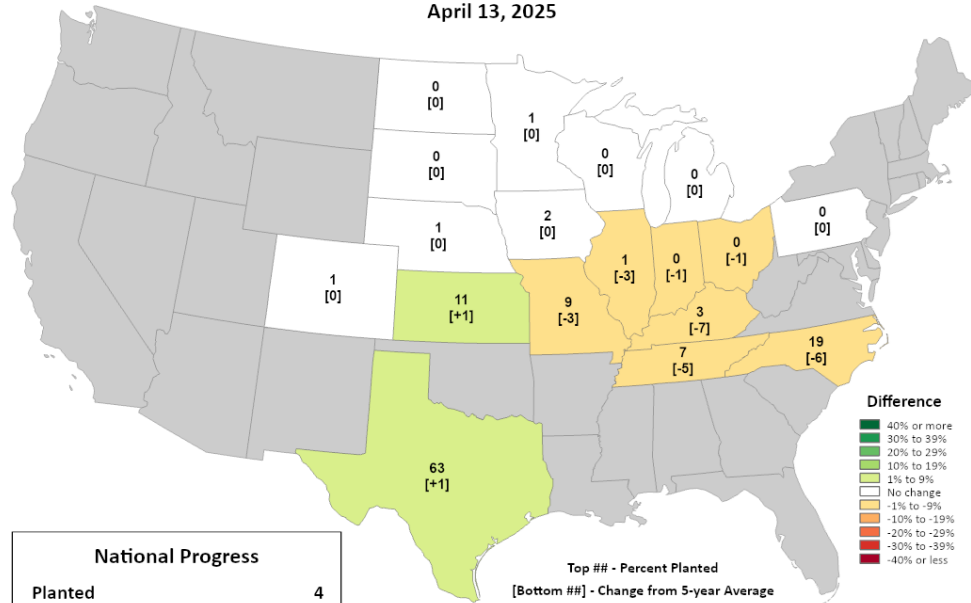 April 13, 2025
0
[0]
1
[0]
0
[0]
0
[0]
0
[0]
1
[0]
2
[0]
0
[0]
1
[0]
11
[+1]
9
[-3]
1
[-3]
0
[-1]
0
[-1]
3
[-7]
7
[-5]
19
[-6]
63
[+1]
Difference
40% or more
30% to 39%
20% to 29%
10% to 19%
1% to 9%
No change
-1% to -9%
-10% to -19%
-20% to -29%
-30% to -39%
-40% or less
National Progress
Planted 4
Top ## - Percent Planted
[Bottom ##] - Change from 5-year Average